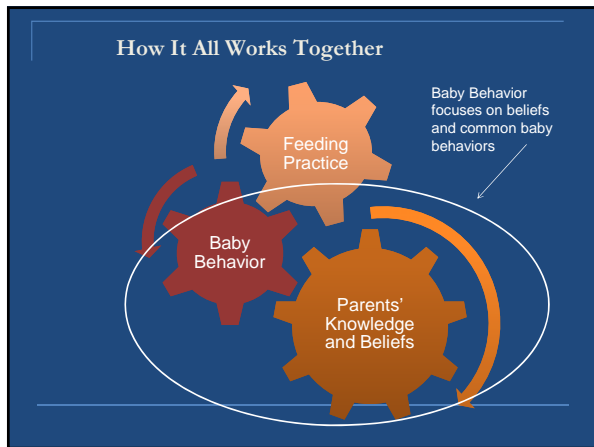 How It All Works Together
Baby Behavior
focuses on beliefs
and common baby
behaviors
Feeding
Practice
Baby
Behavior
Parents'
Knowledge
and Beliefs